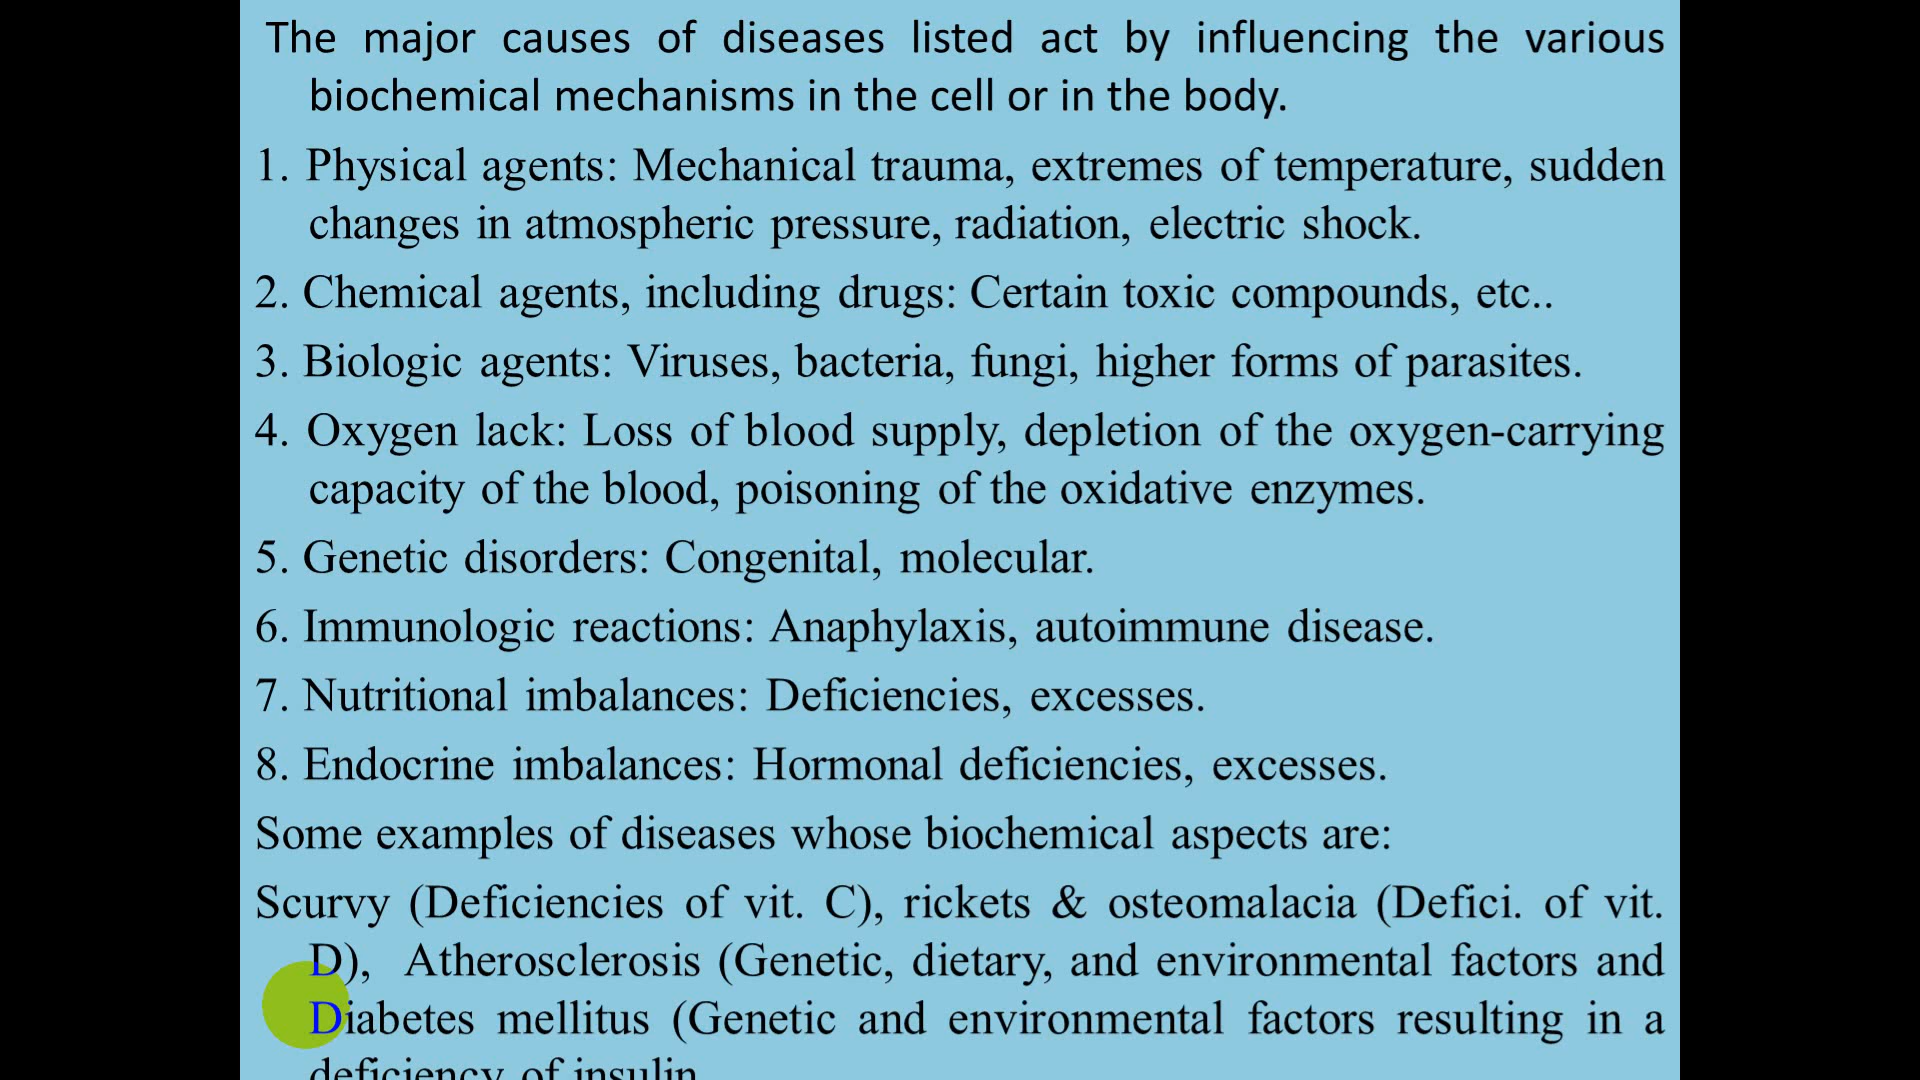 The major causes of diseases listed act by influencing the various
biochemical mechanisms in the cell or in the body.
1. Physical agents: Mechanical trauma, extremes of temperature, sudden
changes in atmospheric pressure, radiation, electric shock.
2. Chemical agents, including drugs: Certain toxic compounds, etc..
3. Biologic agents: Viruses, bacteria, fungi, higher forms of parasites.
4. Oxygen lack: Loss of blood supply, depletion of the oxygen-carrying
capacity of the blood, poisoning of the oxidative enzymes.
5. Genetic disorders: Congenital, molecular.
6. Immunologic reactions: Anaphylaxis, autoimmune disease.
7. Nutritional imbalances: Deficiencies, excesses.
8. Endocrine imbalances: Hormonal deficiencies, excesses.
Some examples of diseases whose biochemical aspects are:
Scurvy (Deficiencies of vit. C), rickets & osteomalacia (Defici. of vit.
D), Atherosclerosis (Genetic, dietary, and environmental factors and
Diabetes mellitus (Genetic and environmental factors resulting in a
deficiency of insulin